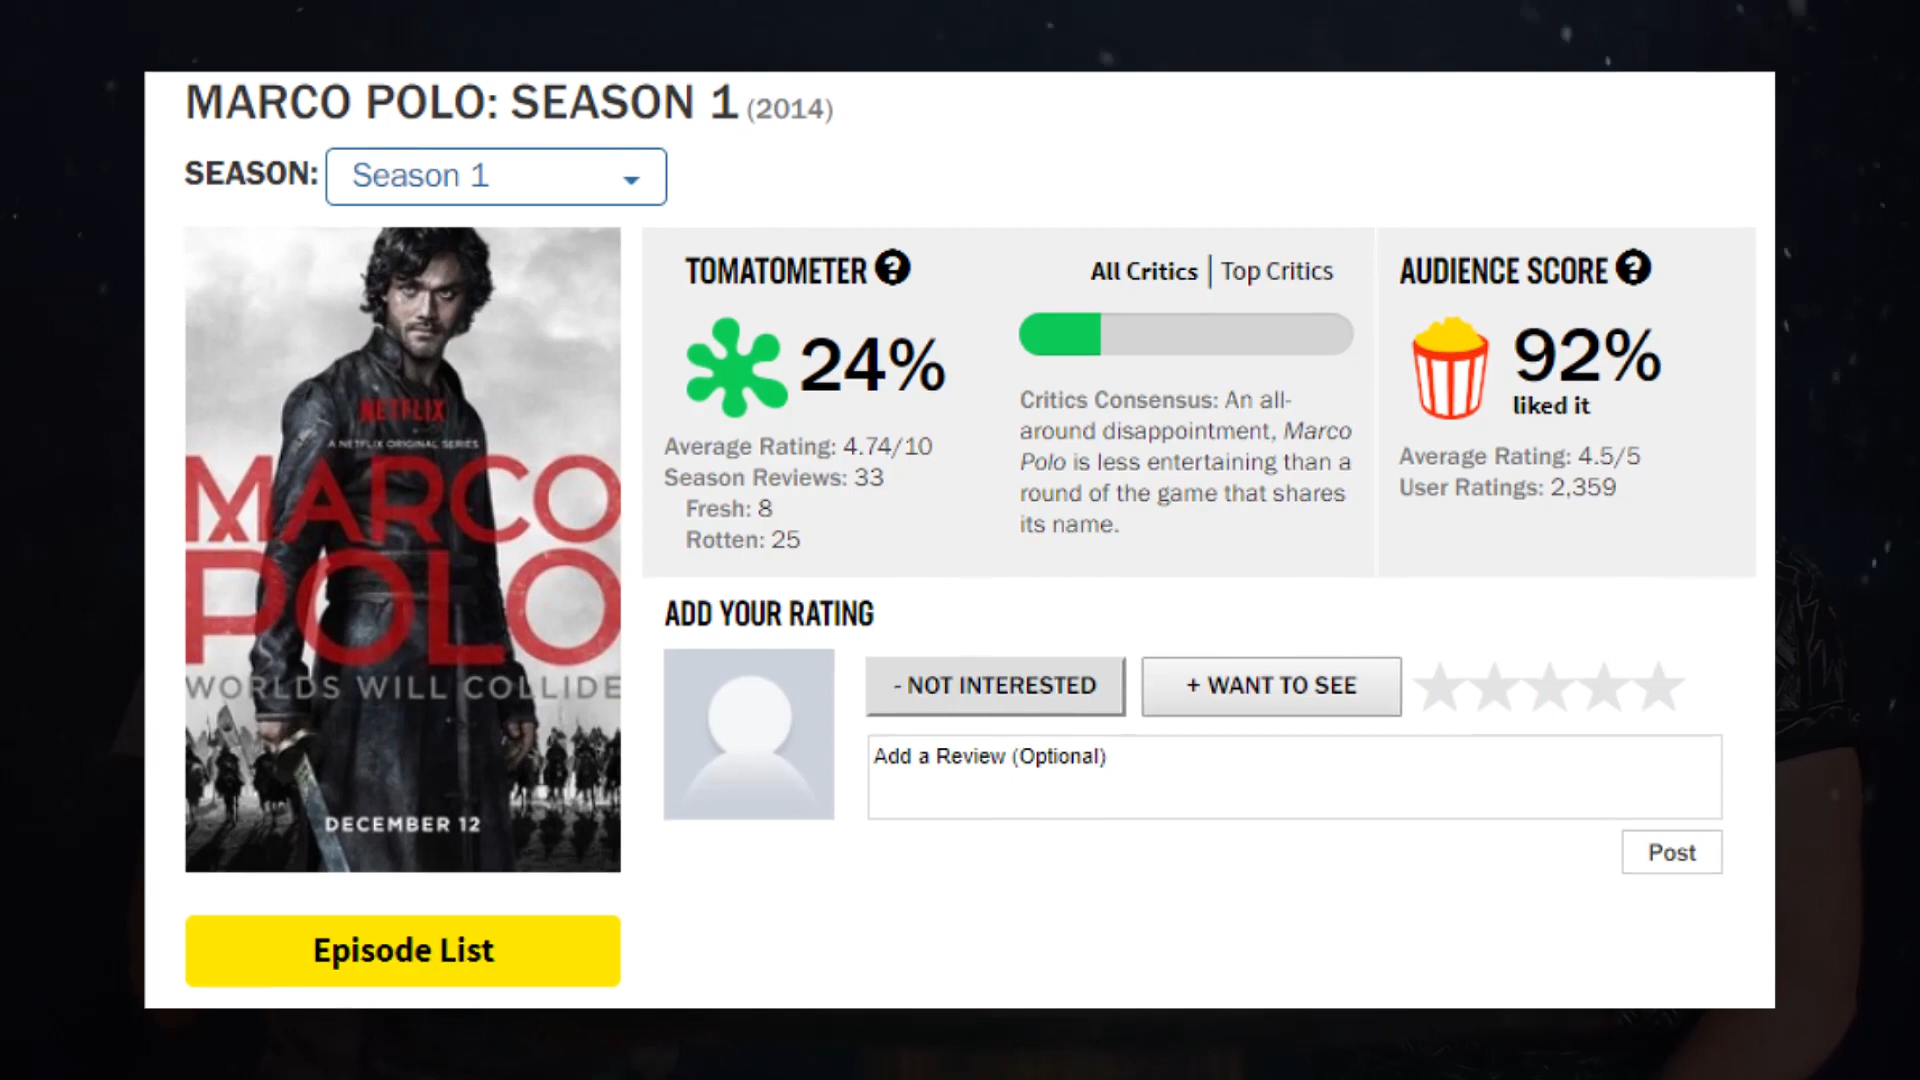 MARCO POLO: SEASON 1 (2014)
SEASON: Season 1
NETFLIX
A NETFLIX ORIGINAL SERIES
MARCO
POLO
WORLDS WILL COLLIDE
DECEMBER 12
Episode List
TOMATOMETER ?
24%
Average Rating: 4.74/10
Season Reviews: 33
Fresh: 8
Rotten: 25
All Critics | Top Critics
Critics Consensus: An all-
around disappointment, Marco
Polo is less entertaining than a
round of the game that shares
its name.
AUDIENCE SCORE ?
92%
liked it
Average Rating: 4.5/5
User Ratings: 2,359
ADD YOUR RATING
- NOT INTERESTED
+ WANT TO SEE
Add a Review (Optional)
Post